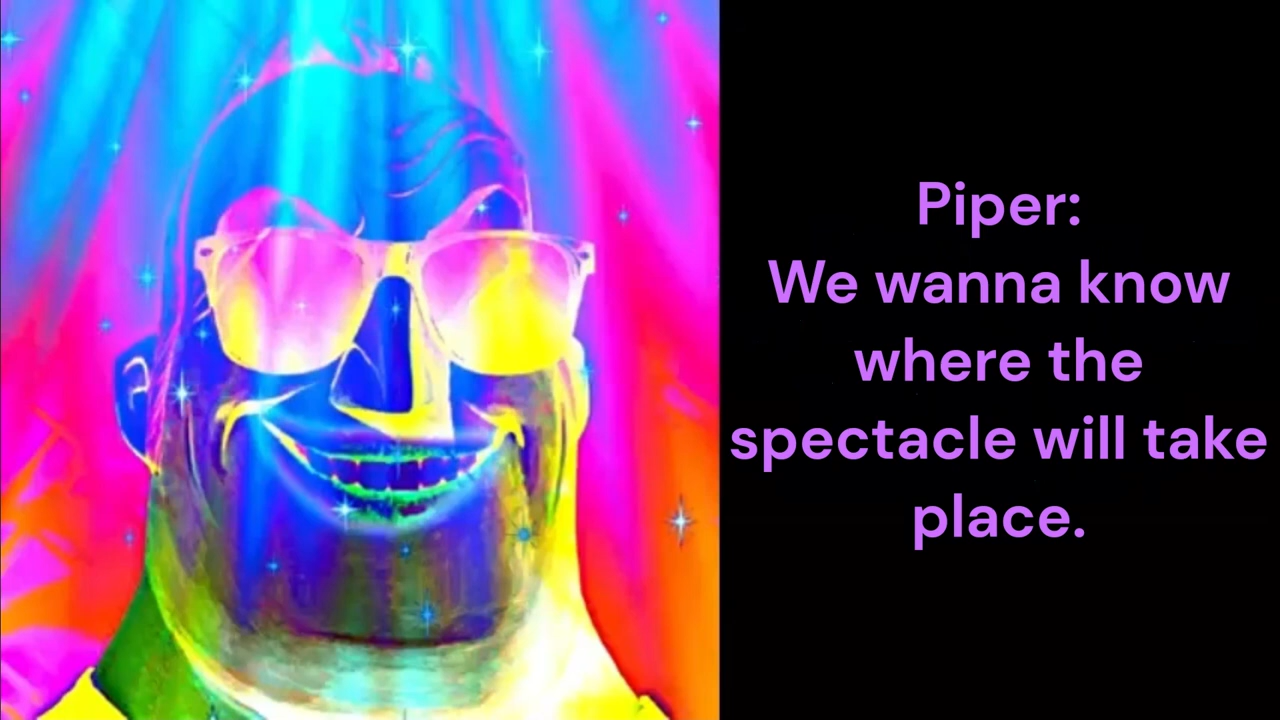 Piper:
We wanna know
where the
spectacle will take
place.